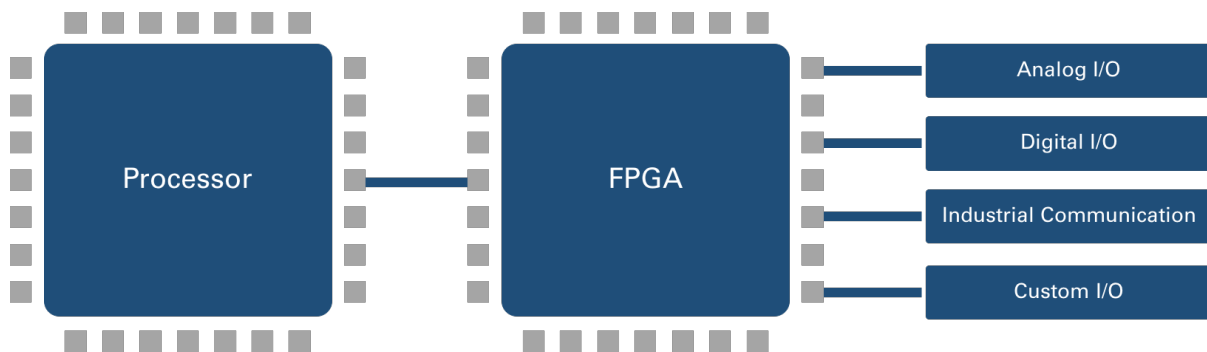 Processor
FPGA
Analog I/O
Digital I/O
Industrial Communication
Custom I/O